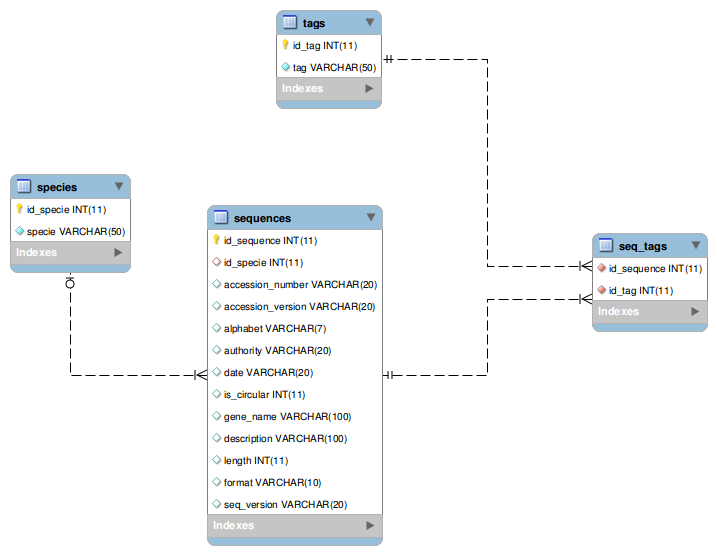 tags
id_tag INT(11)
tag VARCHAR(50)
Indexes
species
id_specie INT(11)
specie VARCHAR(50)
Indexes
sequences
id_sequence INT(11)
id_specie INT(11)
accession_number VARCHAR(20)
accession_version VARCHAR(20)
alphabet VARCHAR(7)
authority VARCHAR(20)
date VARCHAR(20)
is_circular INT(11)
gene_name VARCHAR(100)
description VARCHAR(100)
length INT(11)
format VARCHAR(10)
seq_version VARCHAR(20)
Indexes
seq_tags
id_sequence INT(11)
id_tag INT(11)
Indexes